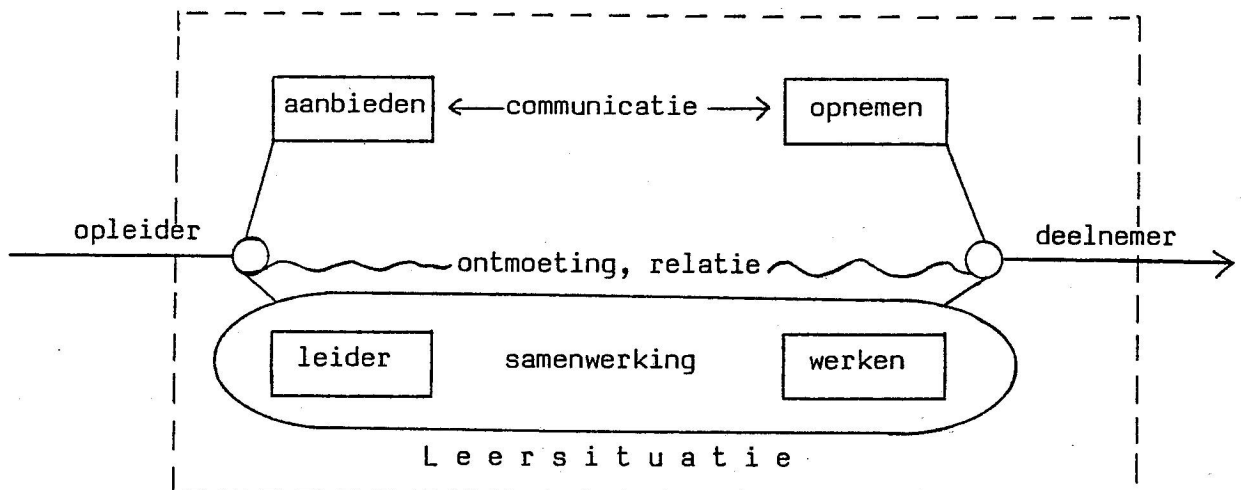 aanbieden communicatie opnemen
opleider deelnemer
ontmoeting, relatie
leider samenwerking werken
Leersituatie